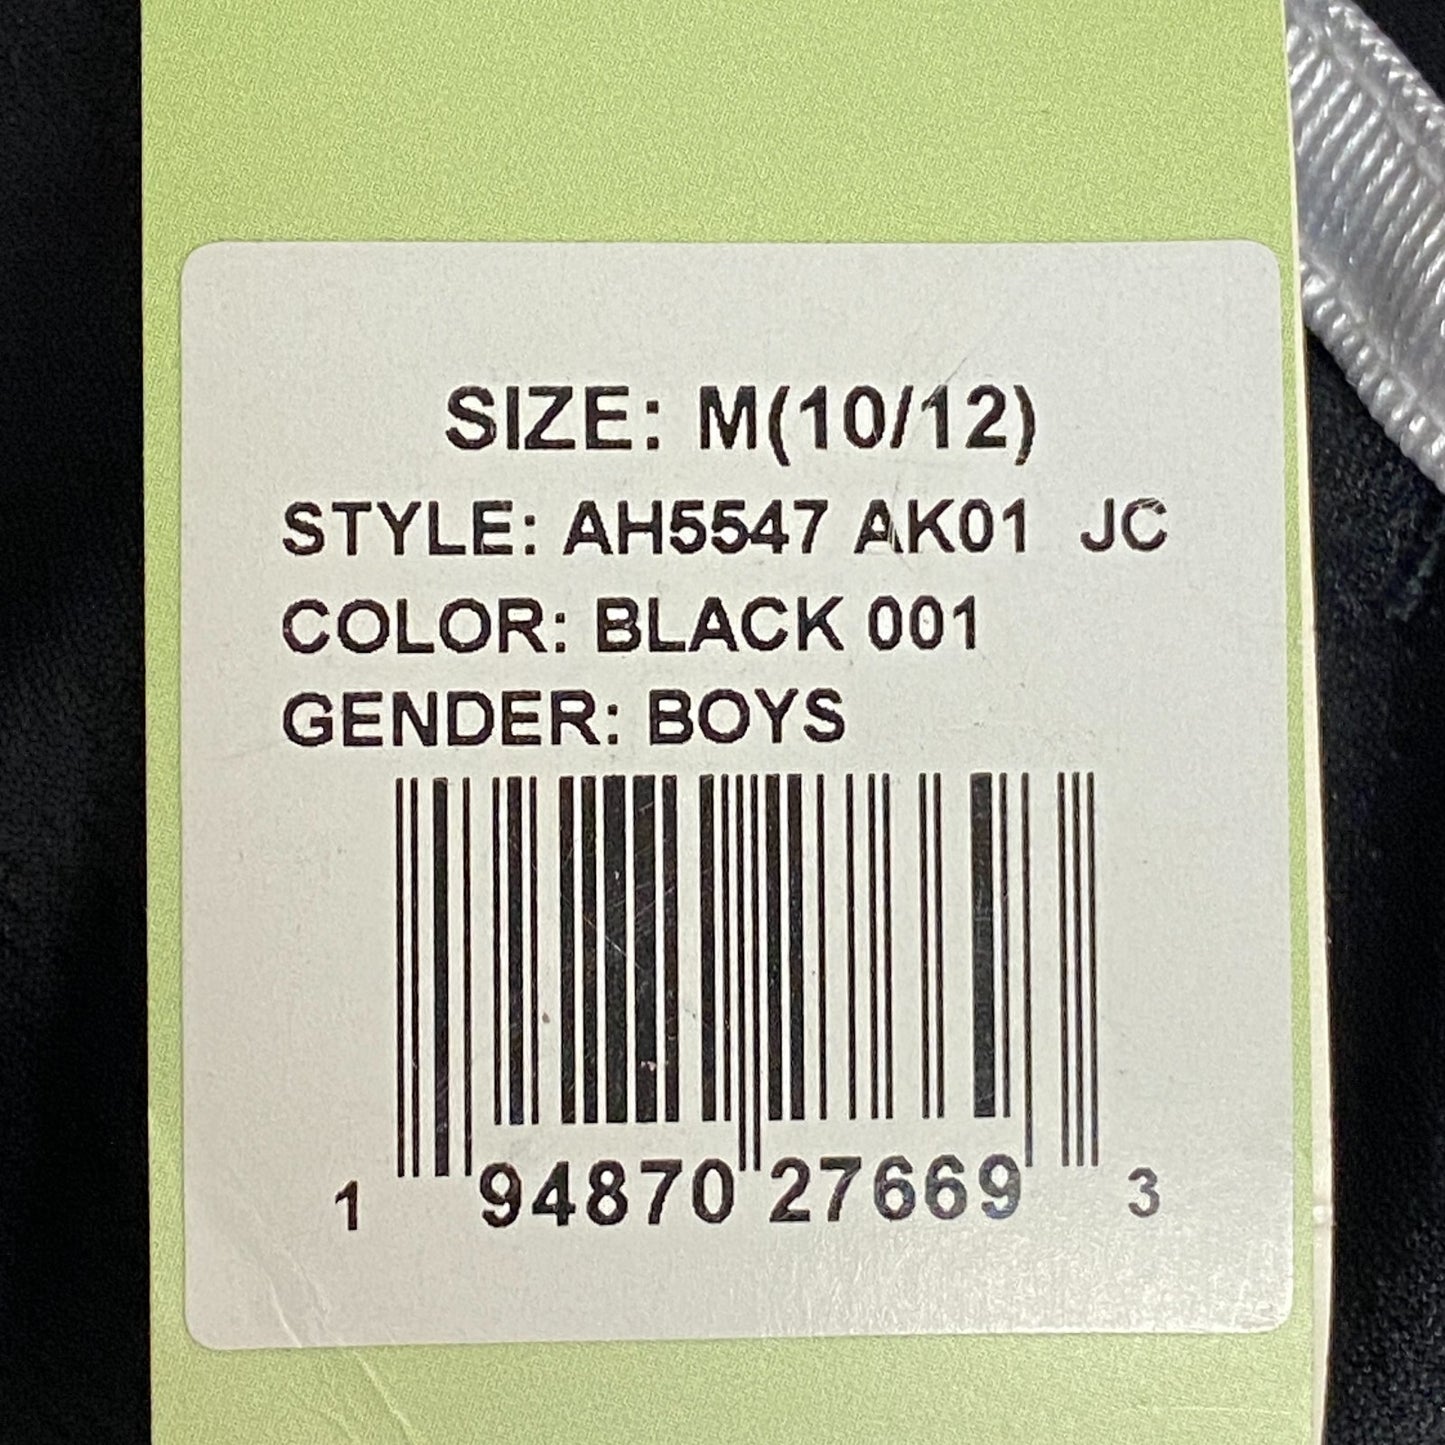 SIZE: M(10/12)
STYLE: AH5547 AK01 JC
COLOR: BLACK 001
GENDER: BOYS
1 94870 27669 3